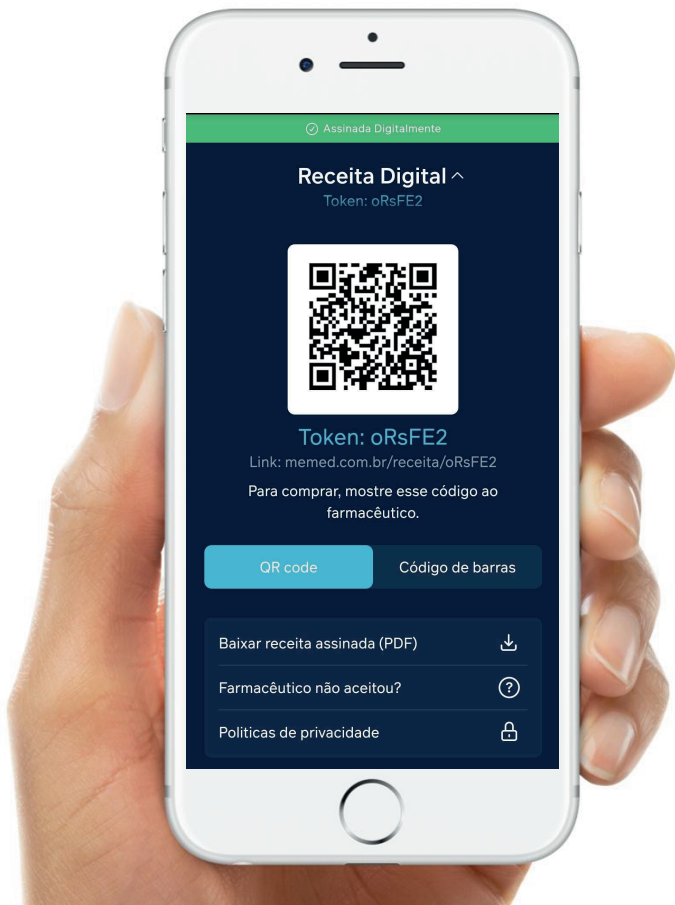 Assinada Digitalmente
Receita Digital
Token: oRsFE2
Token: oRsFE2
Link: memed.com.br/receita/oRsFE2
Para comprar, mostre esse código ao
farmacêutico.
QR code
Código de barras
Baixar receita assinada (PDF)
Farmacêutico não aceitou?
Politicas de privacidade